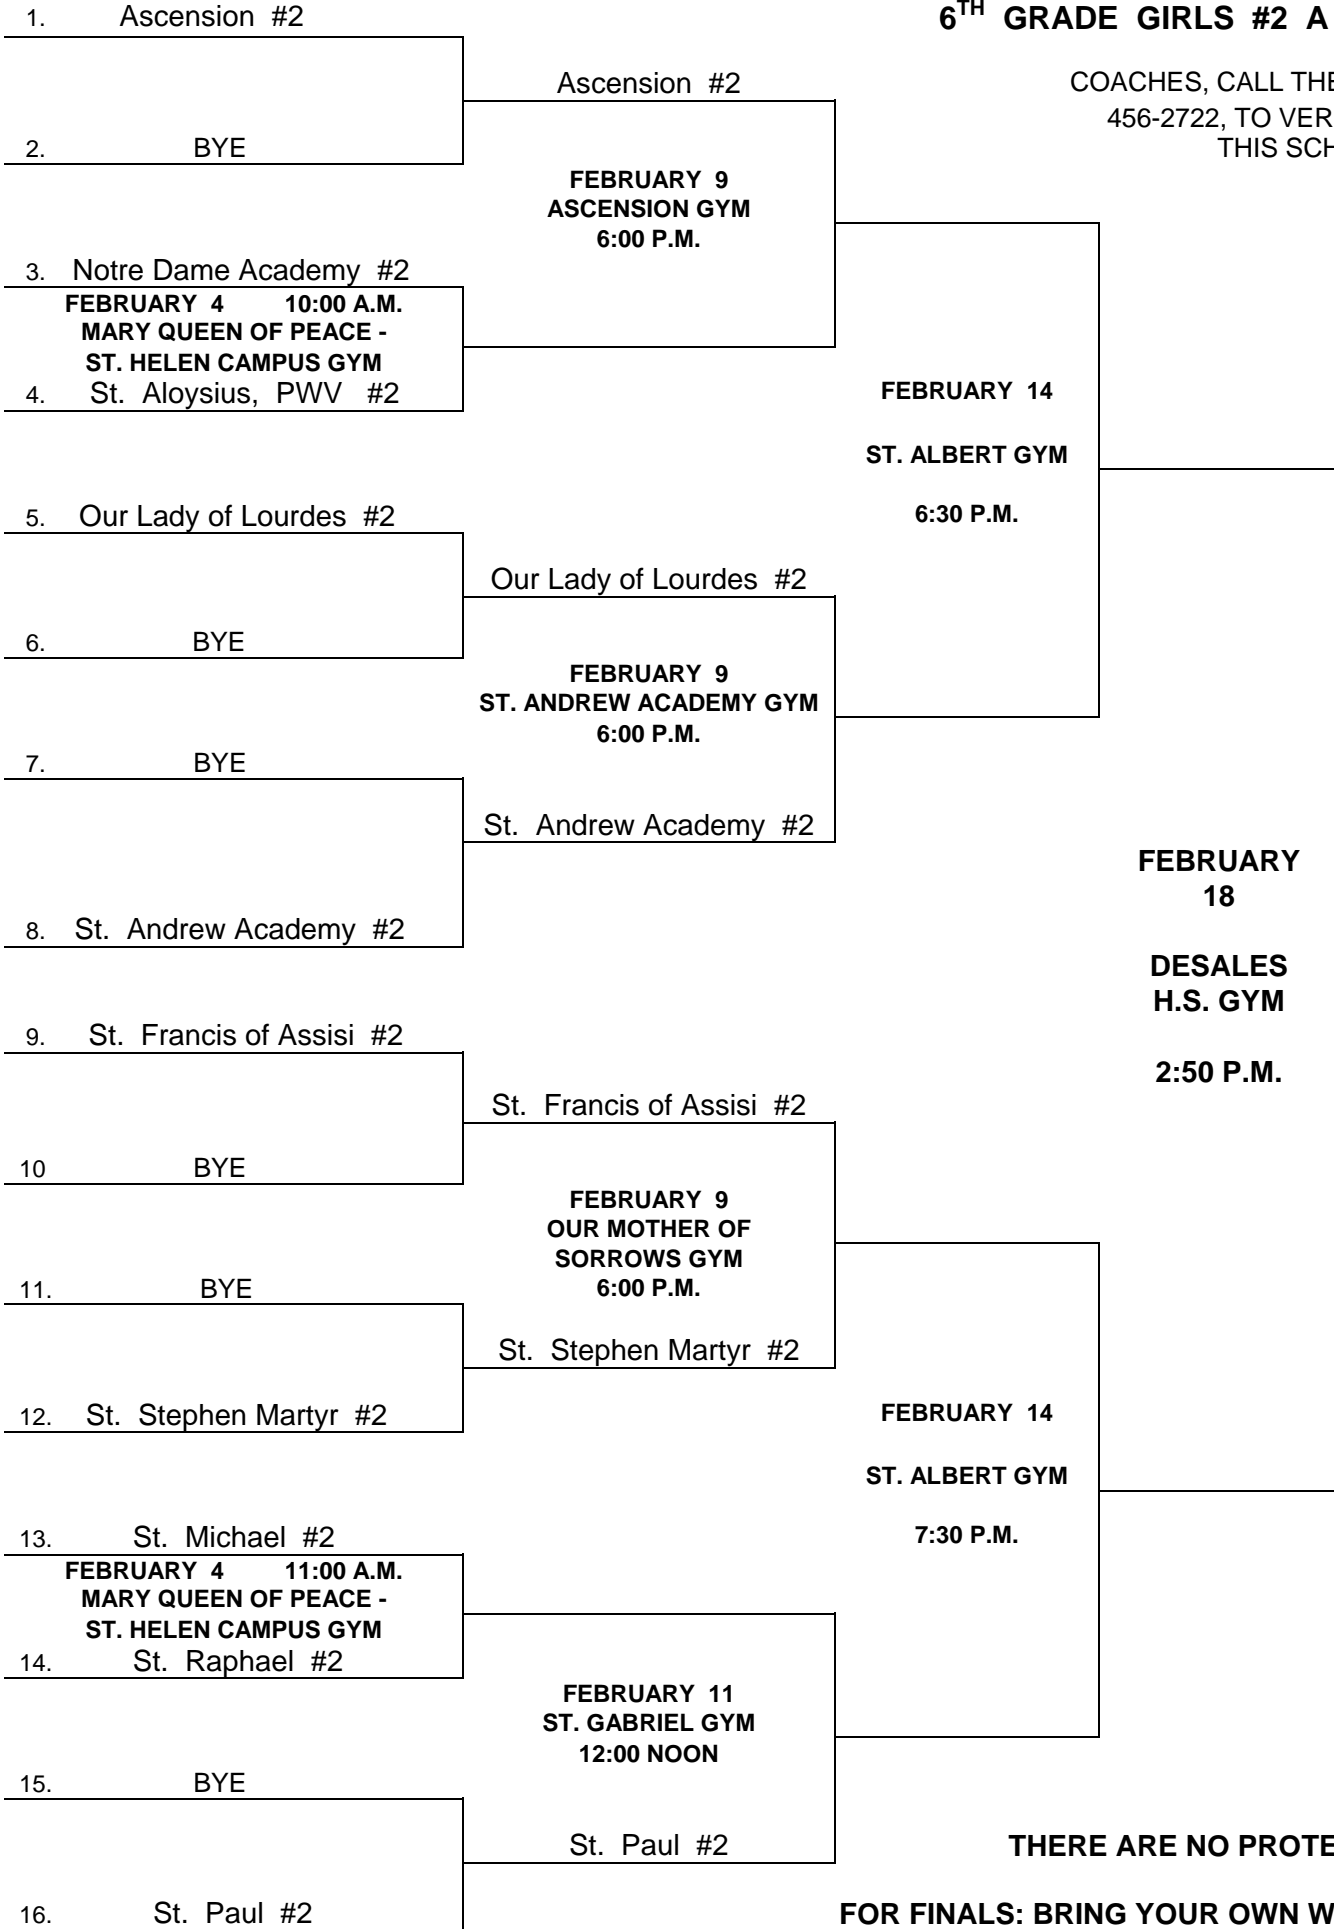 1. Ascension #2
6TH GRADE GIRLS #2 A
Ascension #2
COACHES, CALL THE
456-2722, TO VER
THIS SCH
2. BYE
FEBRUARY 9
ASCENSION GYM
6:00 P.M.
3. Notre Dame Academy #2
FEBRUARY 4 10:00 A.M.
MARY QUEEN OF PEACE -
ST. HELEN CAMPUS GYM
4. St. Aloysius, PWV #2
FEBRUARY 14
ST. ALBERT GYM
6:30 P.M.
5. Our Lady of Lourdes #2
Our Lady of Lourdes #2
6. BYE
FEBRUARY 9
ST. ANDREW ACADEMY GYM
6:00 P.M.
7. BYE
St. Andrew Academy #2
8. St. Andrew Academy #2
FEBRUARY
18
DESALES
H.S. GYM
2:50 P.M.
9. St. Francis of Assisi #2
St. Francis of Assisi #2
10 BYE
FEBRUARY 9
OUR MOTHER OF
SORROWS GYM
6:00 P.M.
11. BYE
St. Stephen Martyr #2
12. St. Stephen Martyr #2
FEBRUARY 14
ST. ALBERT GYM
7:30 P.M.
13. St. Michael #2
FEBRUARY 4 11:00 A.M.
MARY QUEEN OF PEACE -
ST. HELEN CAMPUS GYM
14. St. Raphael #2
FEBRUARY 11
ST. GABRIEL GYM
12:00 NOON
15. BYE
St. Paul #2
THERE ARE NO PROTE
16. St. Paul #2
FOR FINALS: BRING YOUR OWN W